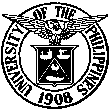 UNIVERSITY OF THE PHILIPPINES
1908